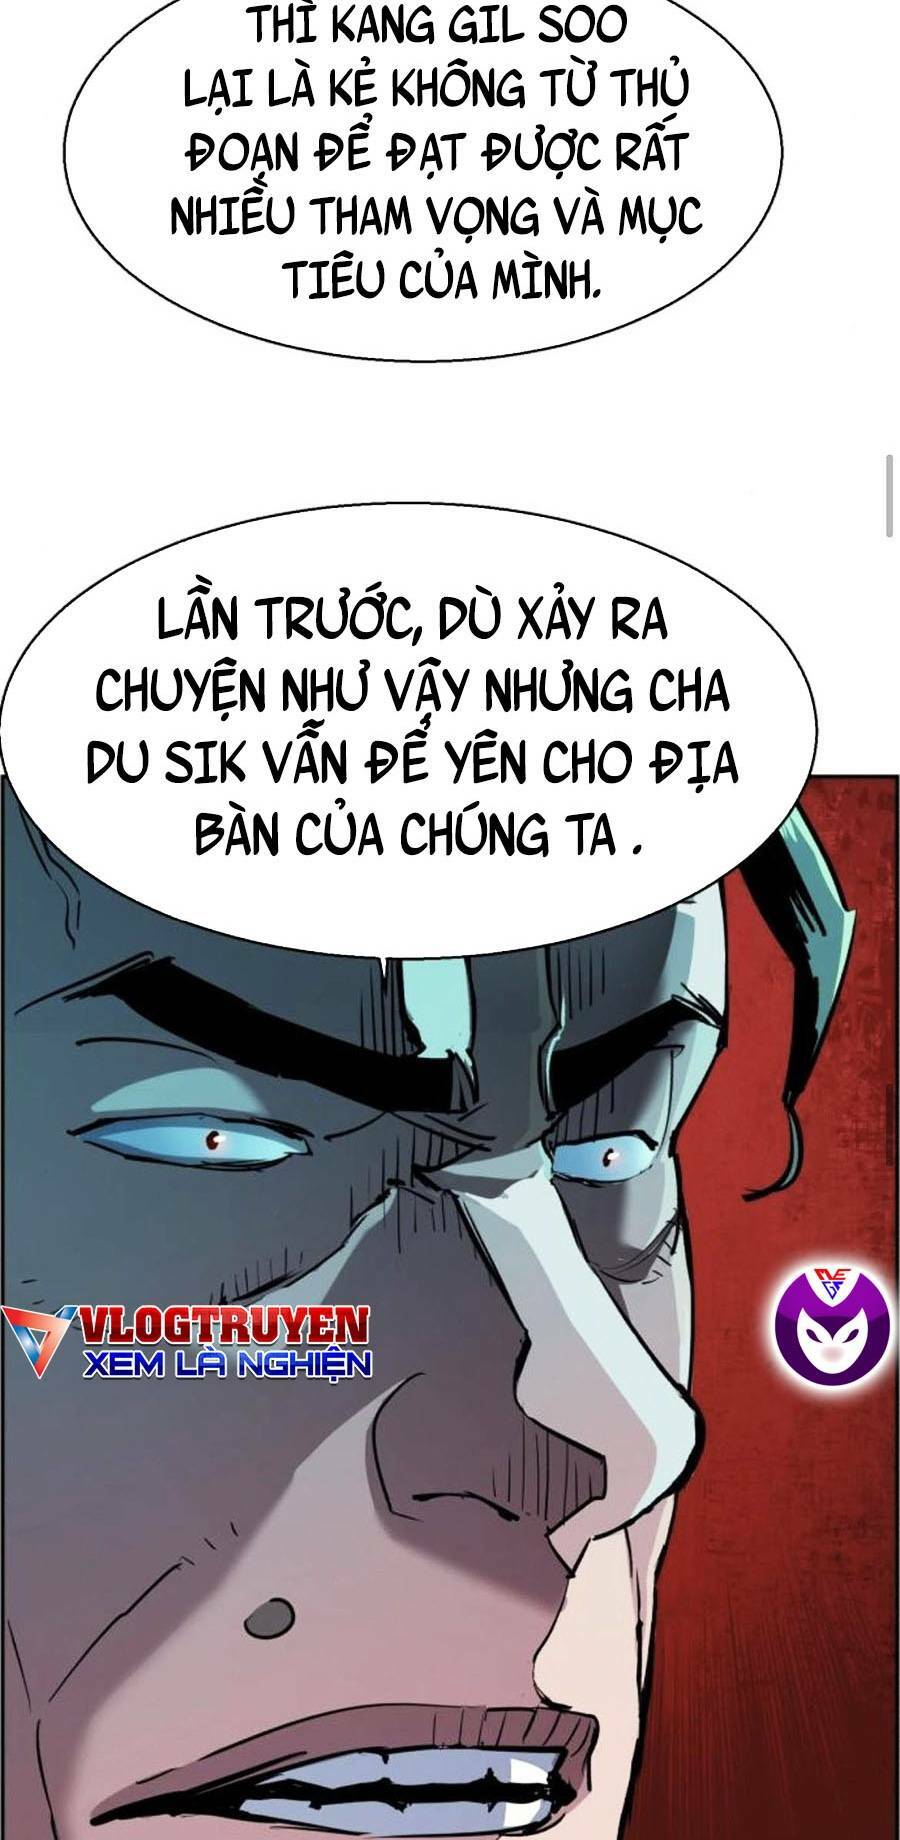 THÌ KANG GIL SOO
LẠI LÀ KẺ KHÔNG TỪ THỦ
ĐOẠN ĐỂ ĐẠT ĐƯỢC RẤT
NHIỀU THAM VỌNG VÀ MỤC
TIÊU CỦA MÌNH.
LẦN TRƯỚC, DÙ XẢY RA
CHUYỆN NHƯ VẬY NHƯNG CHA
DU SIK VẪN ĐỂ YÊN CHO ĐỊA
BÀN CỦA CHÚNG TA .
VLOGTRUYEN
XEM LÀ NGHIỆN